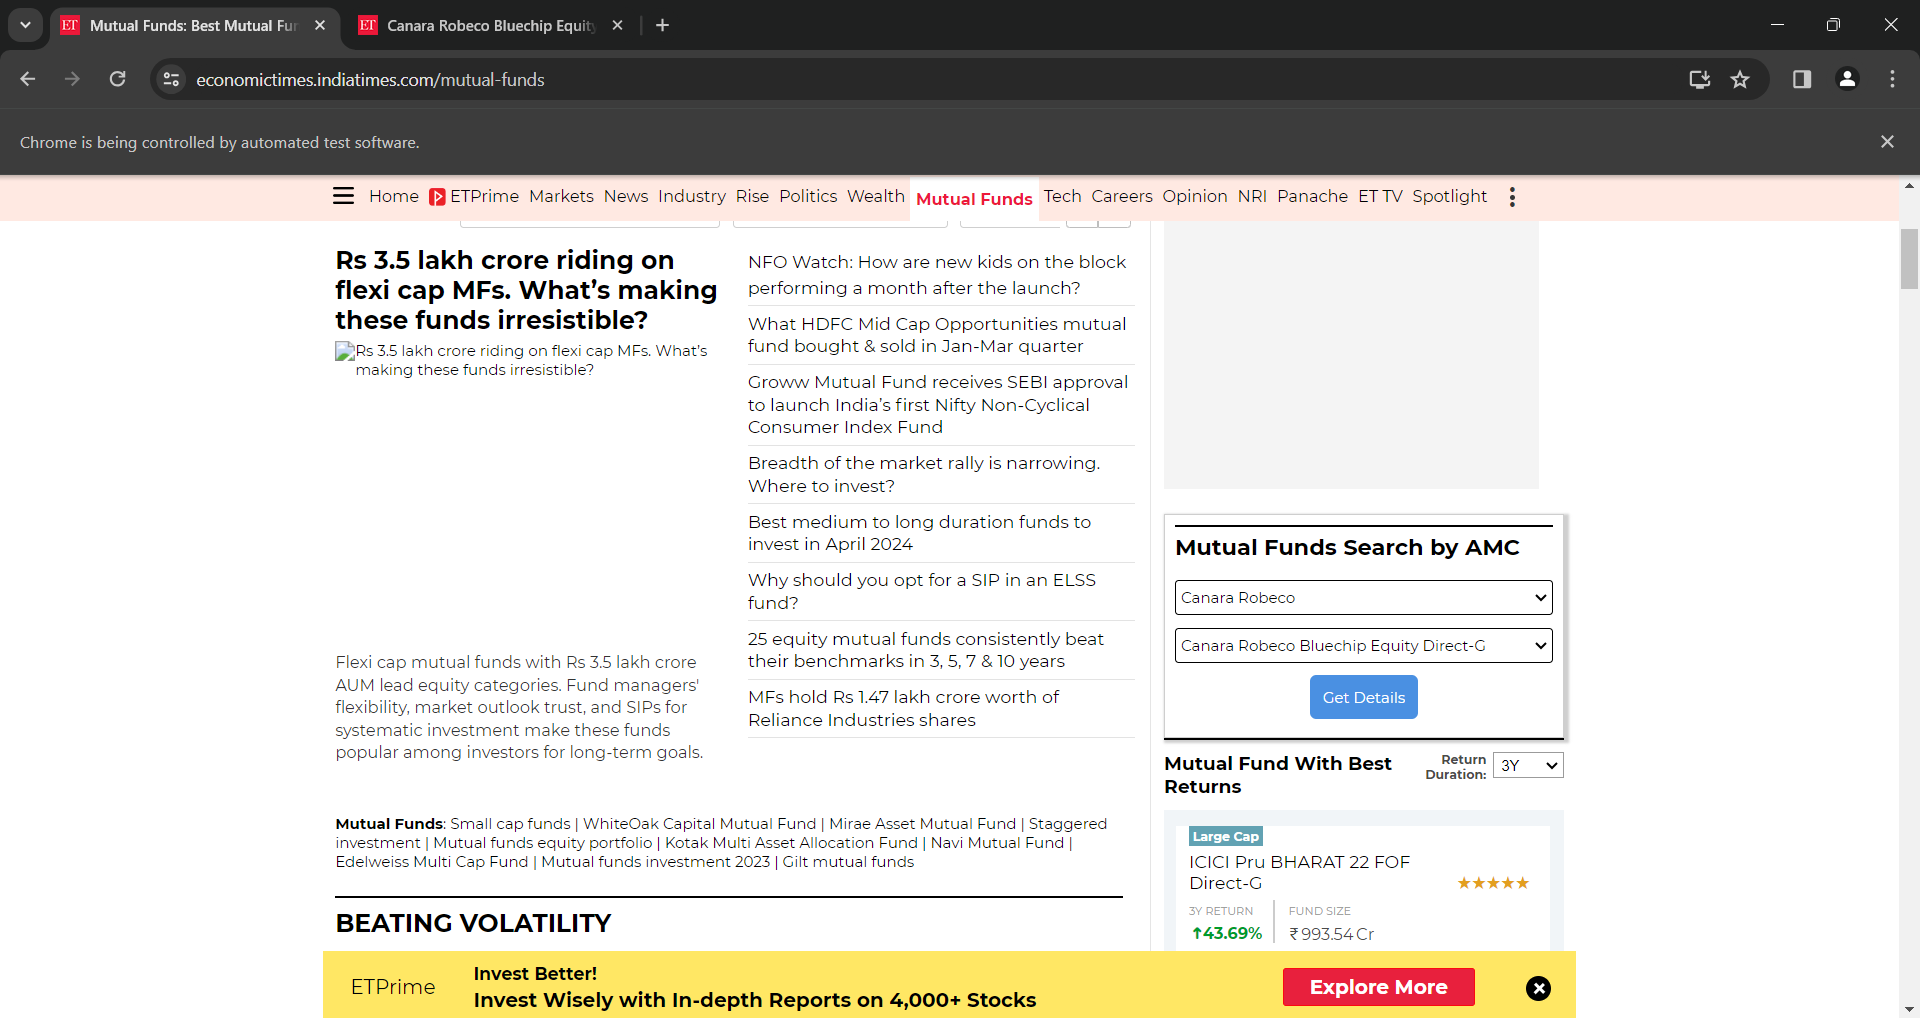 ET Mutual Funds: Best Mutual Fun
ET Canara Robeco Bluechip Equity
economictimes.indiatimes.com/mutual-funds
Chrome is being controlled by automated test software.
Home ETPrime Markets News Industry Rise Politics Wealth Mutual Funds Tech Careers Opinion NRI Panache ET TV Spotlight
Rs 3.5 lakh crore riding on
flexi cap MFs. What's making
these funds irresistible?
Rs 3.5 lakh crore riding on flexi cap MFs. What's
making these funds irresistible?
Flexi cap mutual funds with Rs 3.5 lakh crore
AUM lead equity categories. Fund managers'
flexibility, market outlook trust, and SIPs for
systematic investment make these funds
popular among investors for long-term goals.
NFO Watch: How are new kids on the block
performing a month after the launch?
What HDFC Mid Cap Opportunities mutual
fund bought & sold in Jan-Mar quarter
Groww Mutual Fund receives SEBI approval
to launch India's first Nifty Non-Cyclical
Consumer Index Fund
Breadth of the market rally is narrowing.
Where to invest?
Best medium to long duration funds to
invest in April 2024
Why should you opt for a SIP in an ELSS
fund?
25 equity mutual funds consistently beat
their benchmarks in 3, 5, 7 & 10 years
MFs hold Rs 1.47 lakh crore worth of
Reliance Industries shares
Mutual Funds: Small cap funds | WhiteOak Capital Mutual Fund | Mirae Asset Mutual Fund | Staggered
investment | Mutual funds equity portfolio | Kotak Multi Asset Allocation Fund | Navi Mutual Fund |
Edelweiss Multi Cap Fund | Mutual funds investment 2023 | Gilt mutual funds
BEATING VOLATILITY
Mutual Funds Search by AMC
Canara Robeco
Canara Robeco Bluechip Equity Direct-G
Get Details
Mutual Fund With Best
Returns
Return
Duration:
3Y
Large Cap
ICICI Pru BHARAT 22 FOF
Direct-G
★★★★★
3Y RETURN
↑43.69%
FUND SIZE
₹ 993.54 Cr
ETPrime
Invest Better!
Invest Wisely with In-depth Reports on 4,000+ Stocks
Explore More